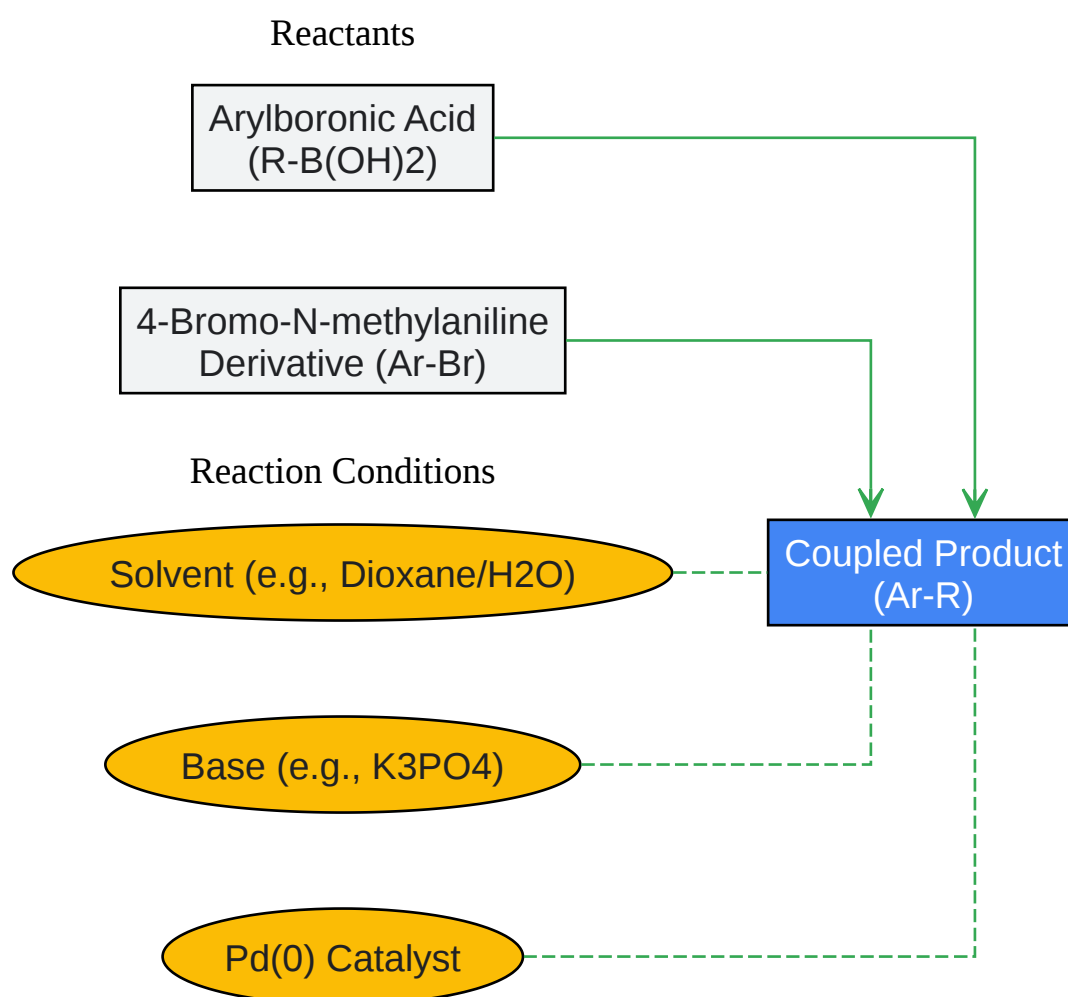 Reactants
Arylboronic Acid
(R-B(OH)2)
4-Bromo-N-methylaniline
Derivative (Ar-Br)
Reaction Conditions
Solvent (e.g., Dioxane/H2O)
Coupled Product
(Ar-R)
Base (e.g., K3PO4)
Pd(0) Catalyst